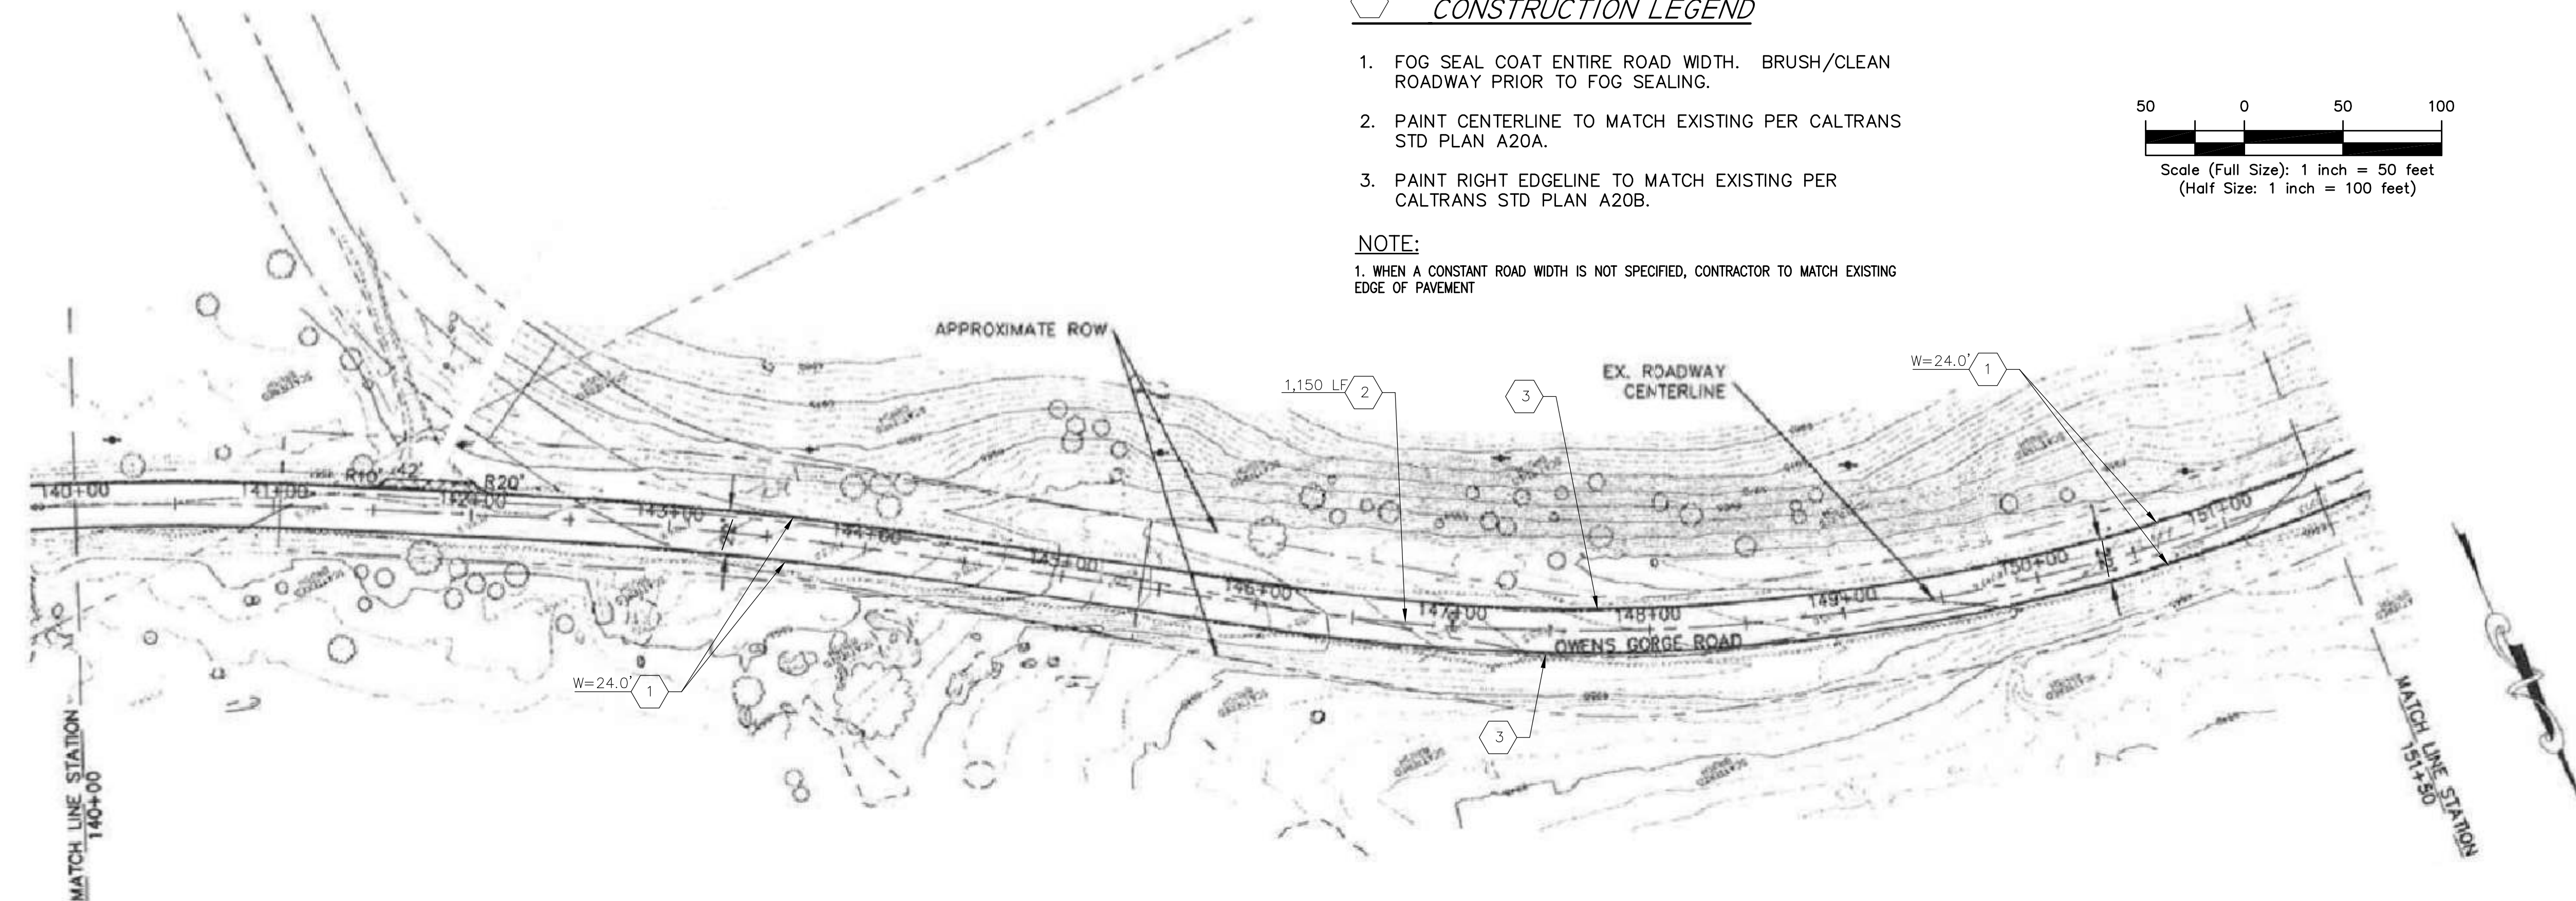 CONSTRUCTION LEGEND
1. FOG SEAL COAT ENTIRE ROAD WIDTH. BRUSH/CLEAN
ROADWAY PRIOR TO FOG SEALING.
2. PAINT CENTERLINE TO MATCH EXISTING PER CALTRANS
STD PLAN A20A.
3. PAINT RIGHT EDGELINE TO MATCH EXISTING PER
CALTRANS STD PLAN A20B.
NOTE:
1. WHEN A CONSTANT ROAD WIDTH IS NOT SPECIFIED, CONTRACTOR TO MATCH EXISTING
EDGE OF PAVEMENT
50 0 50 100
Scale (Full Size): 1 inch = 50 feet
(Half Size: 1 inch = 100 feet)
APPROXIMATE ROW
1,150 LF 2
3
EX. ROADWAY
CENTERLINE
W=24.0' 1
R10' 42' R20'
140+00
141+00
142+00
143+00
144+00
145+00
146+00
147+00
148+00
149+00
150+00
151+00
OWENS GORGE ROAD
W=24.0' 1
3
MATCH LINE STATION
140+00
MATCH LINE STATION
151+50